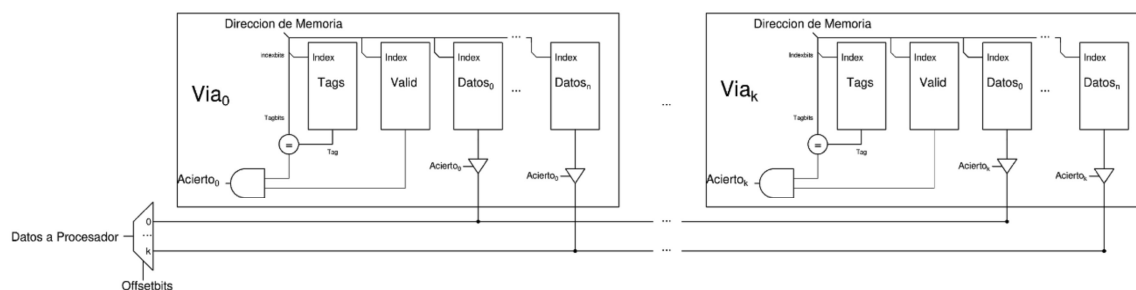 Direccion de Memoria
Indexbits
Index
Index
Index
...
Index
Tags
Valid
Datos0
Datosn
Via0
...
Tagbits
=
Tag
Acierto0
Acierto0
Acierto0
...
Direccion de Memoria
Indexbits
Index
Index
Index
...
Index
Tags
Valid
Datos0
Datosn
Viak
...
Tagbits
=
Tag
Aciertok
Aciertok
Aciertok
0
...
Datos a Procesador
...
k
...
Offsetbits